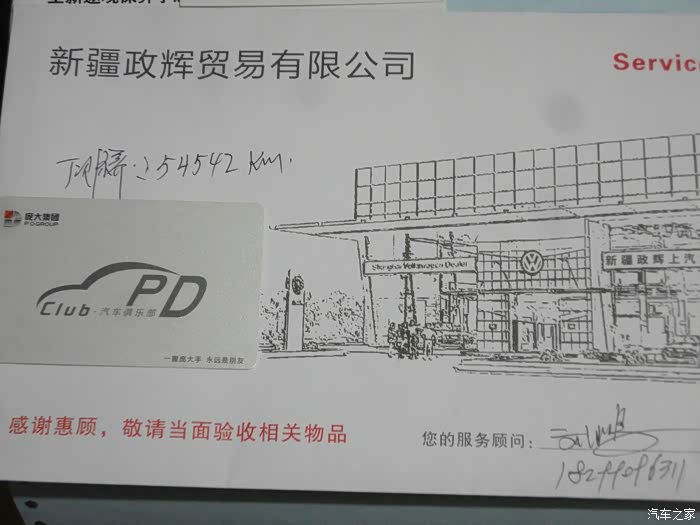 新疆政辉贸易有限公司
Servic
54542 Km.
庞大集团
PDGROUP
PD
Club·汽车俱乐部
一握庞大手 永远是朋友
Shanghai Volkswagen Dealer
新疆政辉上汽
感谢惠顾，敬请当面验收相关物品
您的服务顾问：
汽车之家